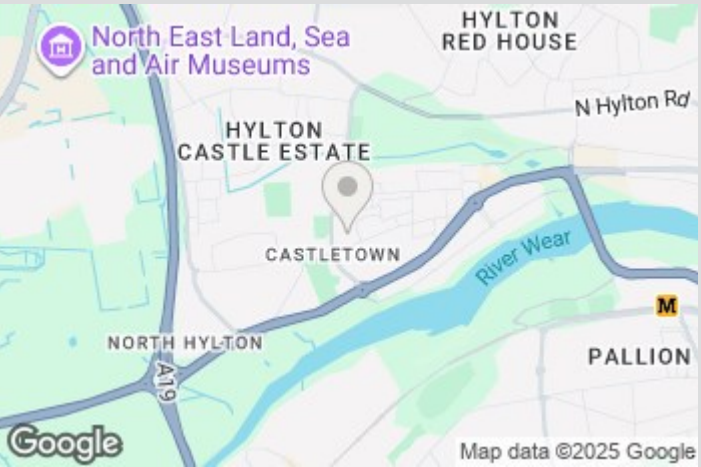 HYLTON
RED HOUSE
North East Land, Sea
and Air Museums
N Hylton Rd
HYLTON
CASTLE ESTATE
CASTLETOWN
River Wear
M
NORTH HYLTON
A19
PALLION
Google
Map data ©2025 Google